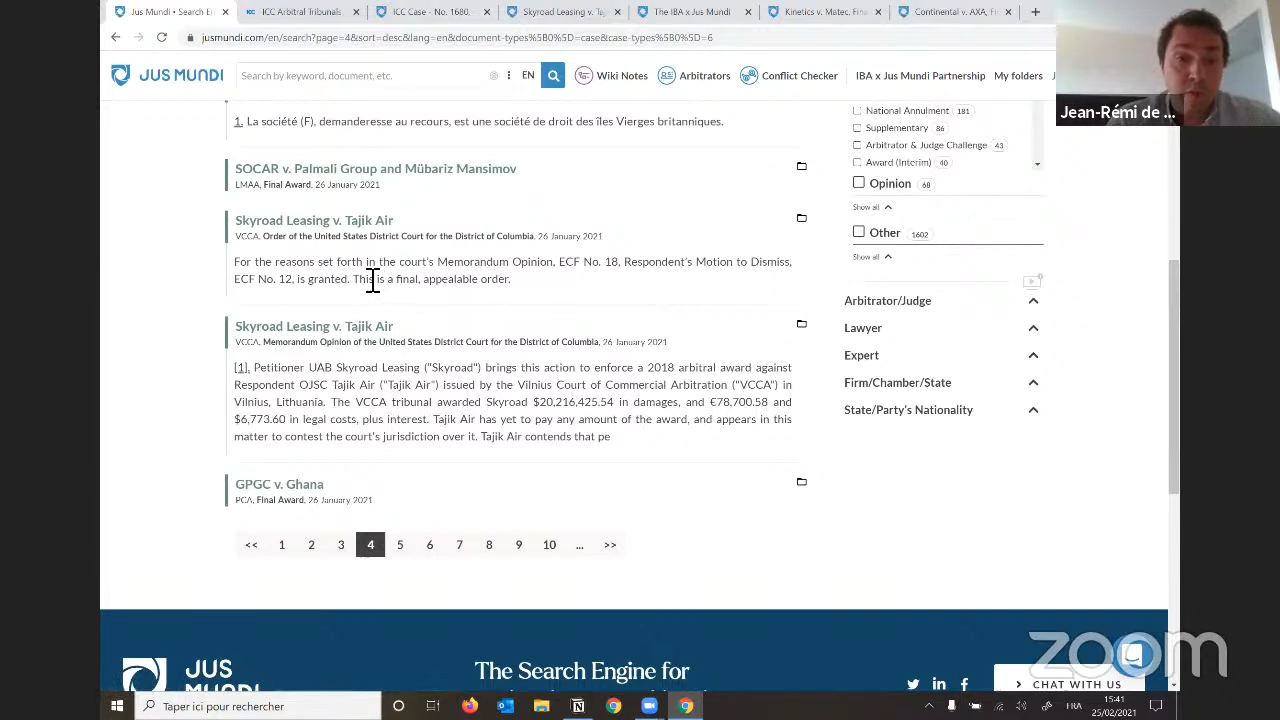 Jus Mundi • Search En
ICC Arbitral Tribunals
ICC Case - No. 1680.
Skyroad Leasing v. Taji
The IBA x Jus Mundi
Kinetics v. Matec, Final
Continental v. AXA, Fi
jusmundi.com/en/search?page=4&sort=desc&lang=en&document-types%5B0%5D=case&case-types%5B0%5D=6
Jean-Rémi de ...
JUS MUNDI
Search by keyword, document, etc.
EN
Wiki Notes
Arbitrators
Conflict Checker
IBA x Jus Mundi Partnership
My folders
1. La société (F), demanderesse au recours, est une société de droit des îles Vierges britanniques.
SOCAR v. Palmali Group and Mübariz Mansimov
LMAA, Final Award, 26 January 2021
Skyroad Leasing v. Tajik Air
VCCA, Order of the United States District Court for the District of Columbia, 26 January 2021
For the reasons set forth in the court's Memorandum Opinion, ECF No. 18, Respondent's Motion to Dismiss,
ECF No. 12, is granted. This is a final, appealable order.
Skyroad Leasing v. Tajik Air
VCCA, Memorandum Opinion of the United States District Court for the District of Columbia, 26 January 2021
[1]. Petitioner UAB Skyroad Leasing ("Skyroad") brings this action to enforce a 2018 arbitral award against
Respondent OJSC Tajik Air ("Tajik Air") issued by the Vilnius Court of Commercial Arbitration ("VCCA") in
Vilnius, Lithuania. The VCCA tribunal awarded Skyroad $20,216,425.54 in damages, and €78,700.58 and
$6,773.60 in legal costs, plus interest. Tajik Air has yet to pay any amount of the award, and appears in this
matter to contest the court's jurisdiction over it. Tajik Air contends that pe
GPGC v. Ghana
PCA, Final Award, 26 January 2021
<< 1 2 3 4 5 6 7 8 9 10 ... >>
National Annulment 181
Supplementary 86
Arbitrator & Judge Challenge 43
Award (Interim) 40
Opinion 68
Show all
Other 1602
Show all
Arbitrator/Judge
Lawyer
Expert
Firm/Chamber/State
State/Party's Nationality
JUS
MUNDI
The Search Engine for
CHAT WITH US
zoom
Taper ici pour rechercher
FRA
15:41
25/02/2021